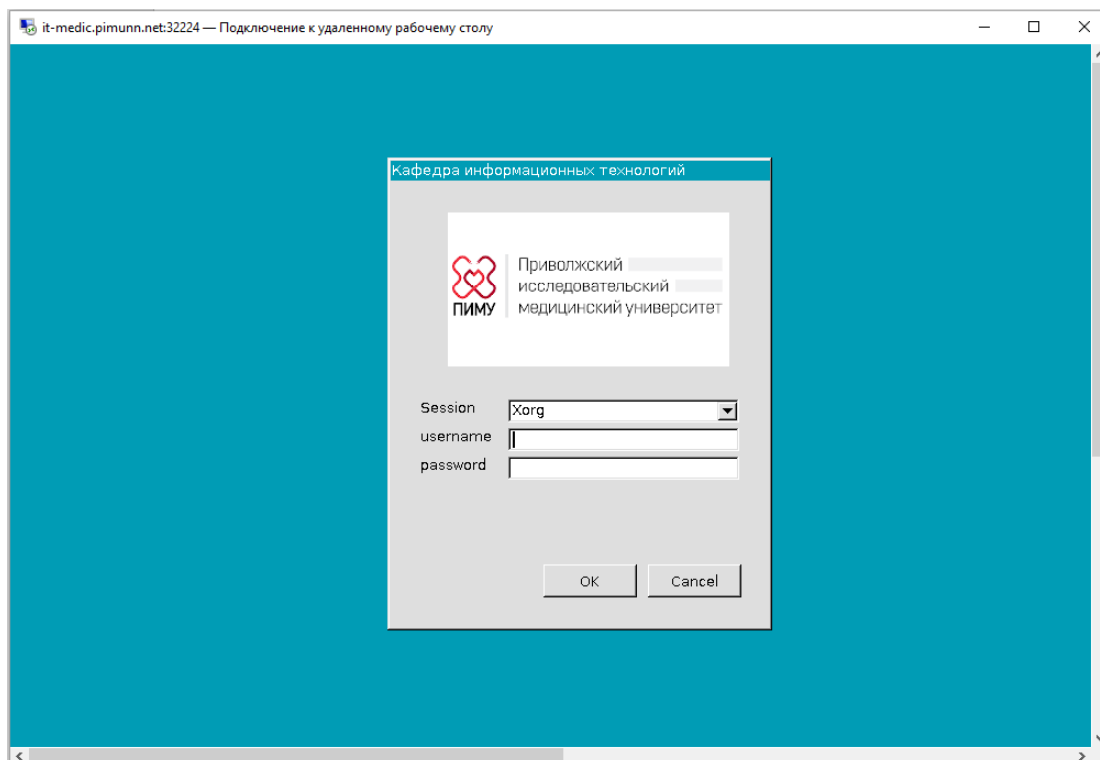 it-medic.pimunn.net:32224 — Подключение к удаленному рабочему столу
Кафедра информационных технологий
Приволжский
исследовательский
ПИМУ медицинский университет
Session Xorg
username
password
OK Cancel